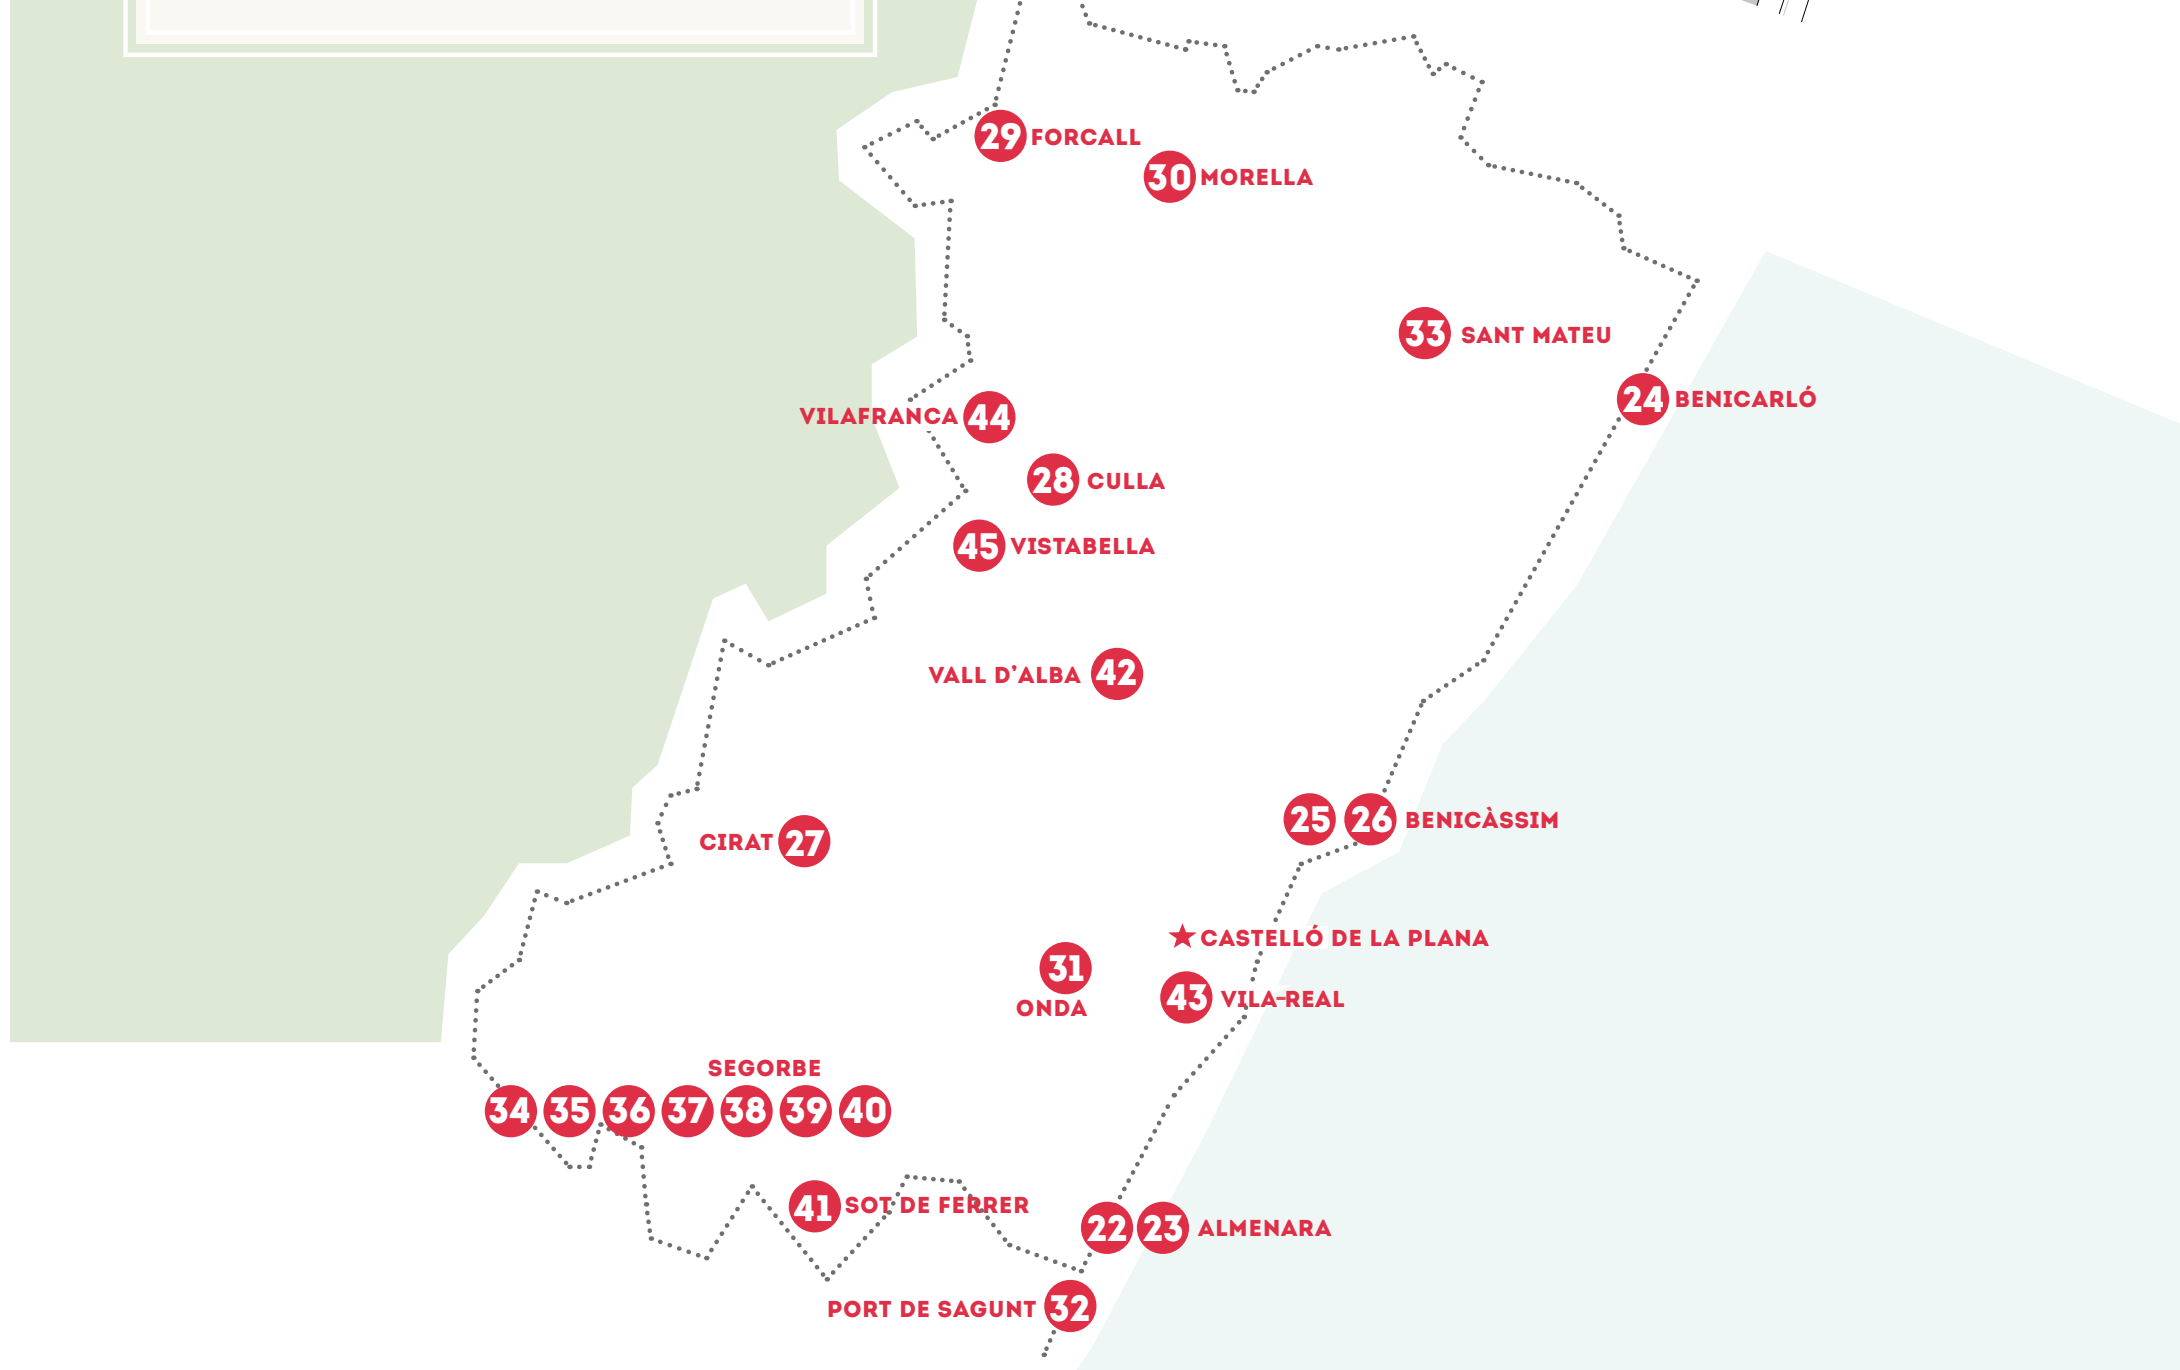 29 FORCALL
30 MORELLA
33 SANT MATEU
24 BENICARLÓ
VILAFRANCA 44
28 CULLA
45 VISTABELLA
VALL D’ALBA 42
25 26 BENICÀSSIM
CIRAT 27
★ CASTELLÓ DE LA PLANA
31
ONDA
43 VILA-REAL
SEGORBE
34 35 36 37 38 39 40
41 SOT DE FERRER
22 23 ALMENARA
PORT DE SAGUNT 32